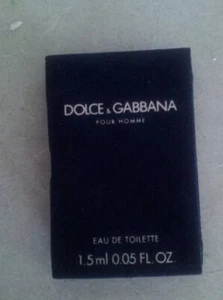 DOLCE & GABBANA
POUR HOMME
EAU DE TOILETTE
1.5 ml 0.05 FL. OZ.